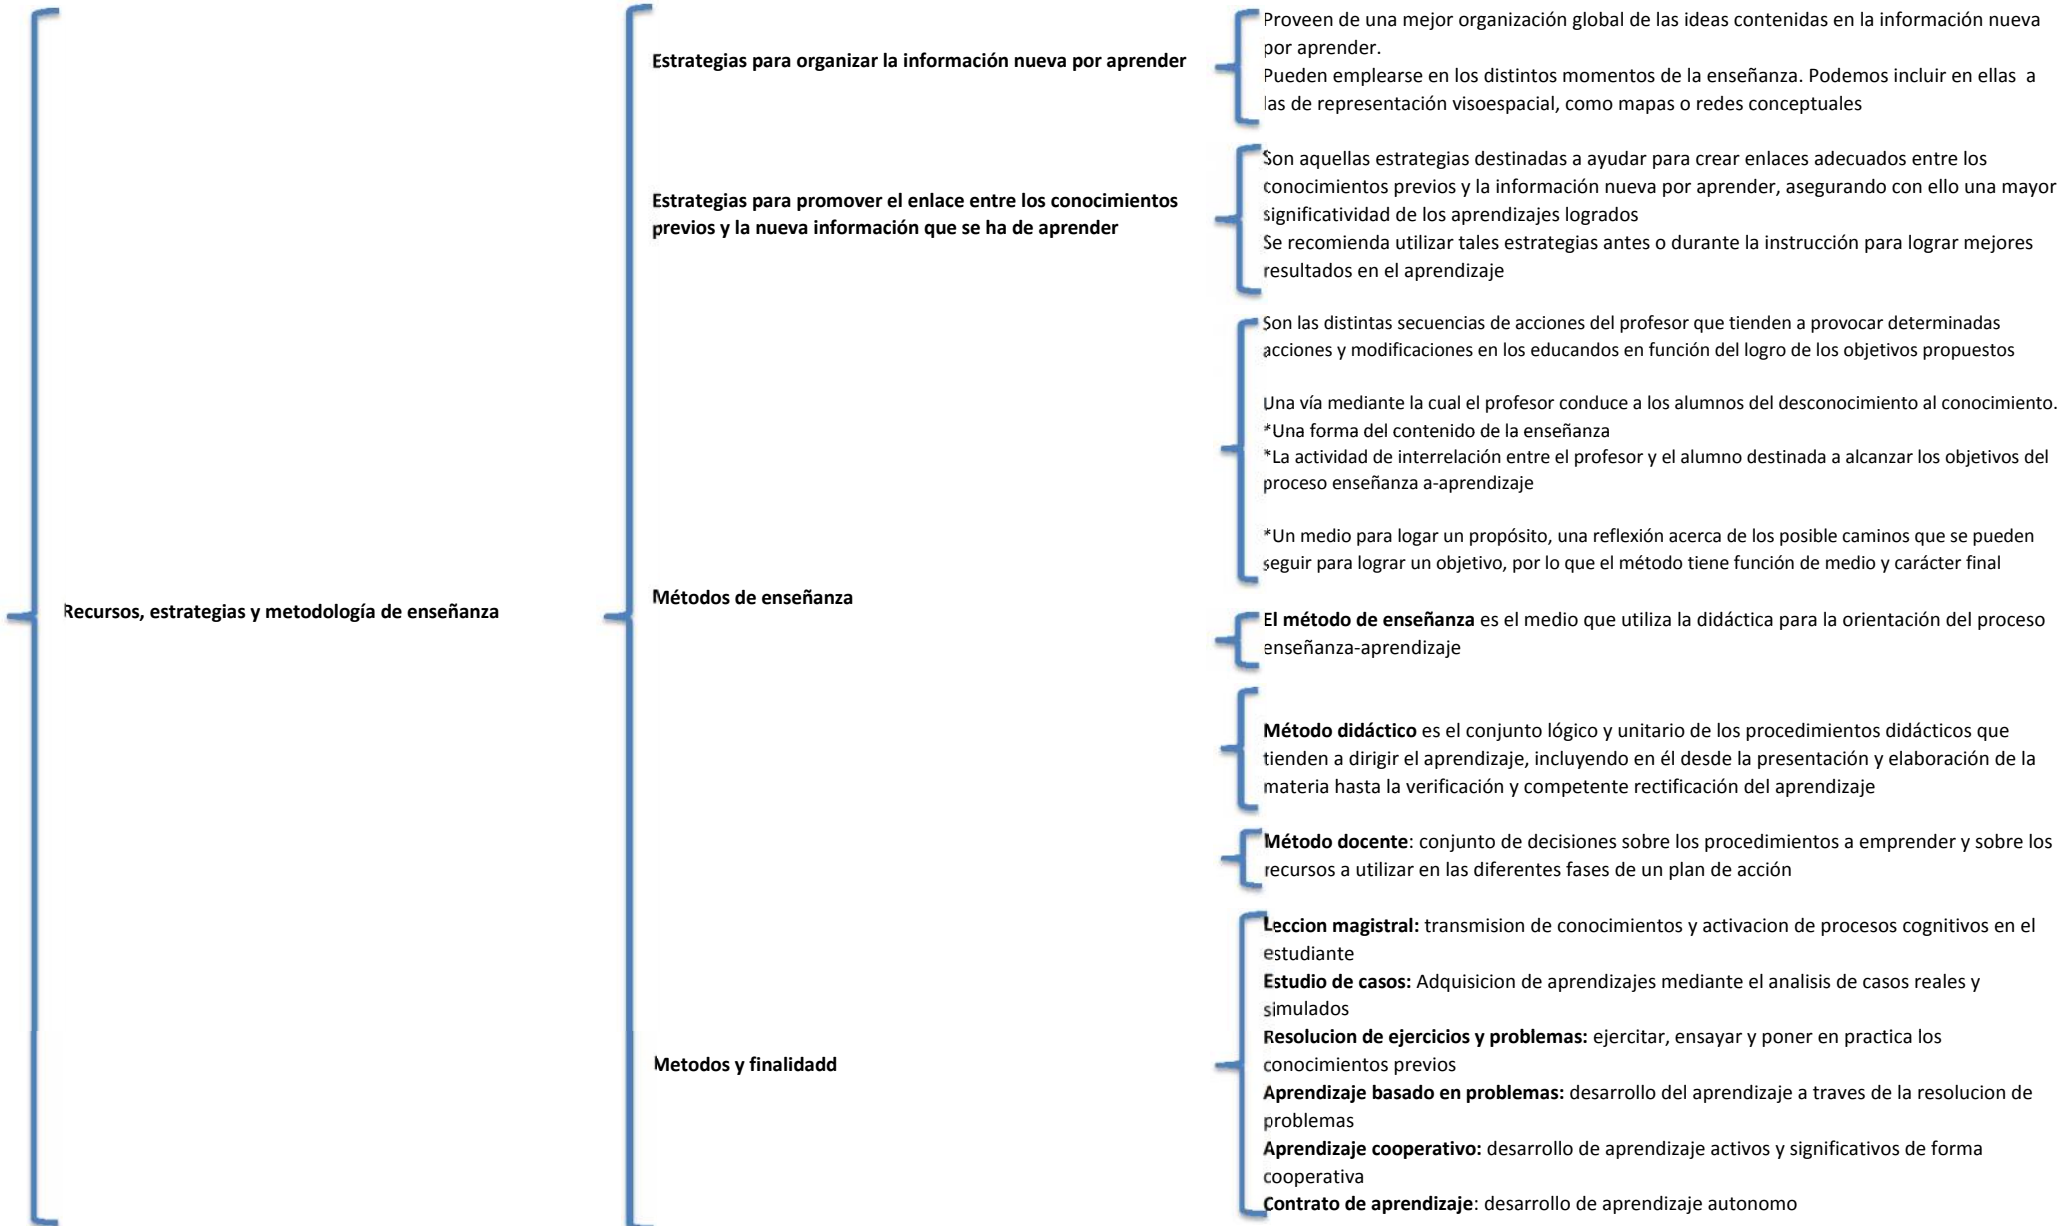 Recursos, estrategias y metodología de enseñanza
Estrategias para organizar la información nueva por aprender
Proveen de una mejor organización global de las ideas contenidas en la información nueva
por aprender.
Pueden emplearse en los distintos momentos de la enseñanza. Podemos incluir en ellas a
las de representación visoespacial, como mapas o redes conceptuales
Estrategias para promover el enlace entre los conocimientos
previos y la nueva información que se ha de aprender
Son aquellas estrategias destinadas a ayudar para crear enlaces adecuados entre los
conocimientos previos y la información nueva por aprender, asegurando con ello una mayor
significatividad de los aprendizajes logrados
Se recomienda utilizar tales estrategias antes o durante la instrucción para lograr mejores
resultados en el aprendizaje
Métodos de enseñanza
Son las distintas secuencias de acciones del profesor que tienden a provocar determinadas
acciones y modificaciones en los educandos en función del logro de los objetivos propuestos
Una vía mediante la cual el profesor conduce a los alumnos del desconocimiento al conocimiento.
*Una forma del contenido de la enseñanza
*La actividad de interrelación entre el profesor y el alumno destinada a alcanzar los objetivos del
proceso enseñanza a-aprendizaje
*Un medio para logar un propósito, una reflexión acerca de los posible caminos que se pueden
seguir para lograr un objetivo, por lo que el método tiene función de medio y carácter final
El método de enseñanza es el medio que utiliza la didáctica para la orientación del proceso
enseñanza-aprendizaje
Método didáctico es el conjunto lógico y unitario de los procedimientos didácticos que
tienden a dirigir el aprendizaje, incluyendo en él desde la presentación y elaboración de la
materia hasta la verificación y competente rectificación del aprendizaje
Método docente: conjunto de decisiones sobre los procedimientos a emprender y sobre los
recursos a utilizar en las diferentes fases de un plan de acción
Metodos y finalidadd
Leccion magistral: transmision de conocimientos y activacion de procesos cognitivos en el
estudiante
Estudio de casos: Adquisicion de aprendizajes mediante el analisis de casos reales y
simulados
Resolucion de ejercicios y problemas: ejercitar, ensayar y poner en practica los
conocimientos previos
Aprendizaje basado en problemas: desarrollo del aprendizaje a traves de la resolucion de
problemas
Aprendizaje cooperativo: desarrollo de aprendizaje activos y significativos de forma
cooperativa
Contrato de aprendizaje: desarrollo de aprendizaje autonomo